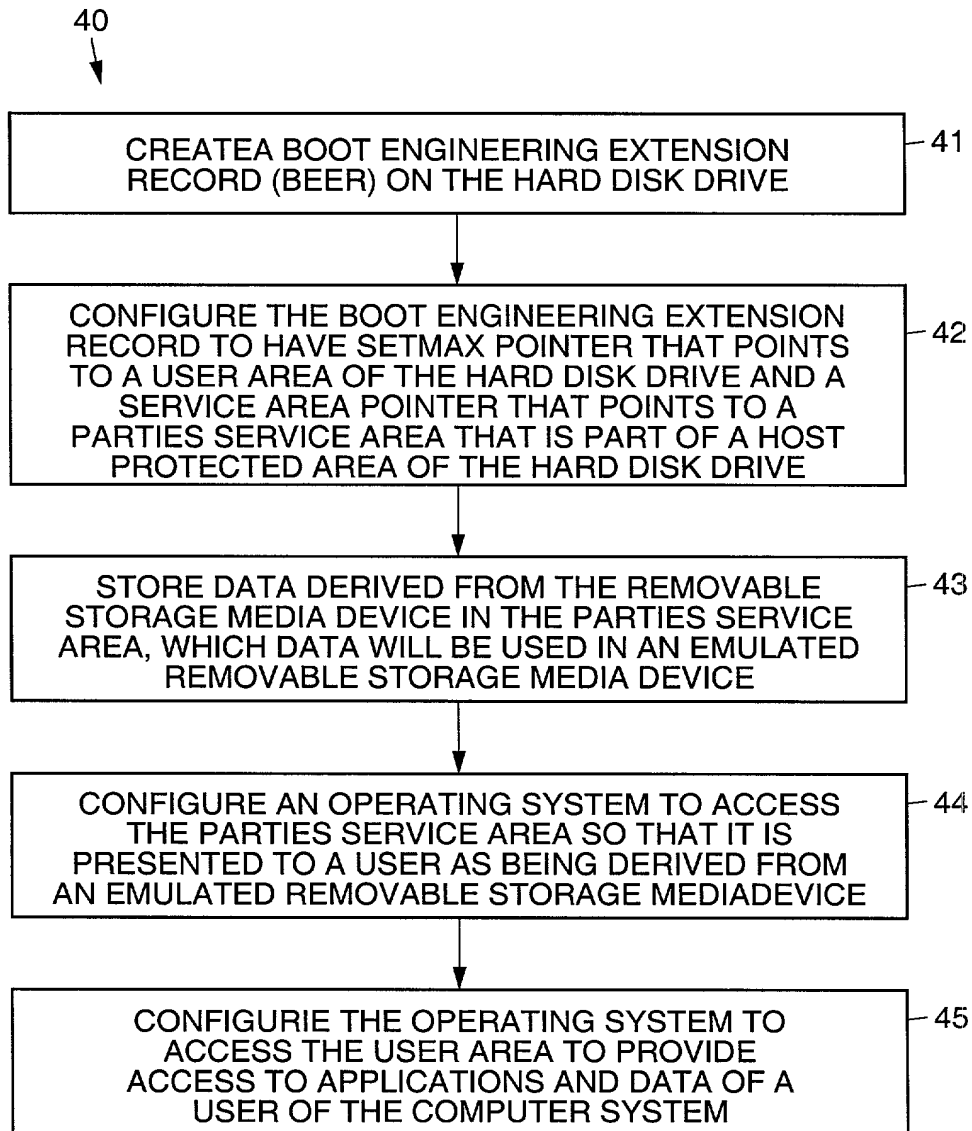 40
CREATEA BOOT ENGINEERING EXTENSION
RECORD (BEER) ON THE HARD DISK DRIVE
41
CONFIGURE THE BOOT ENGINEERING EXTENSION
RECORD TO HAVE SETMAX POINTER THAT POINTS
TO A USER AREA OF THE HARD DISK DRIVE AND A
SERVICE AREA POINTER THAT POINTS TO A
PARTIES SERVICE AREA THAT IS PART OF A HOST
PROTECTED AREA OF THE HARD DISK DRIVE
42
STORE DATA DERIVED FROM THE REMOVABLE
STORAGE MEDIA DEVICE IN THE PARTIES SERVICE
AREA, WHICH DATA WILL BE USED IN AN EMULATED
REMOVABLE STORAGE MEDIA DEVICE
43
CONFIGURE AN OPERATING SYSTEM TO ACCESS
THE PARTIES SERVICE AREA SO THAT IT IS
PRESENTED TO A USER AS BEING DERIVED FROM
AN EMULATED REMOVABLE STORAGE MEDIADEVICE
44
CONFIGURIE THE OPERATING SYSTEM TO
ACCESS THE USER AREA TO PROVIDE
ACCESS TO APPLICATIONS AND DATA OF A
USER OF THE COMPUTER SYSTEM
45